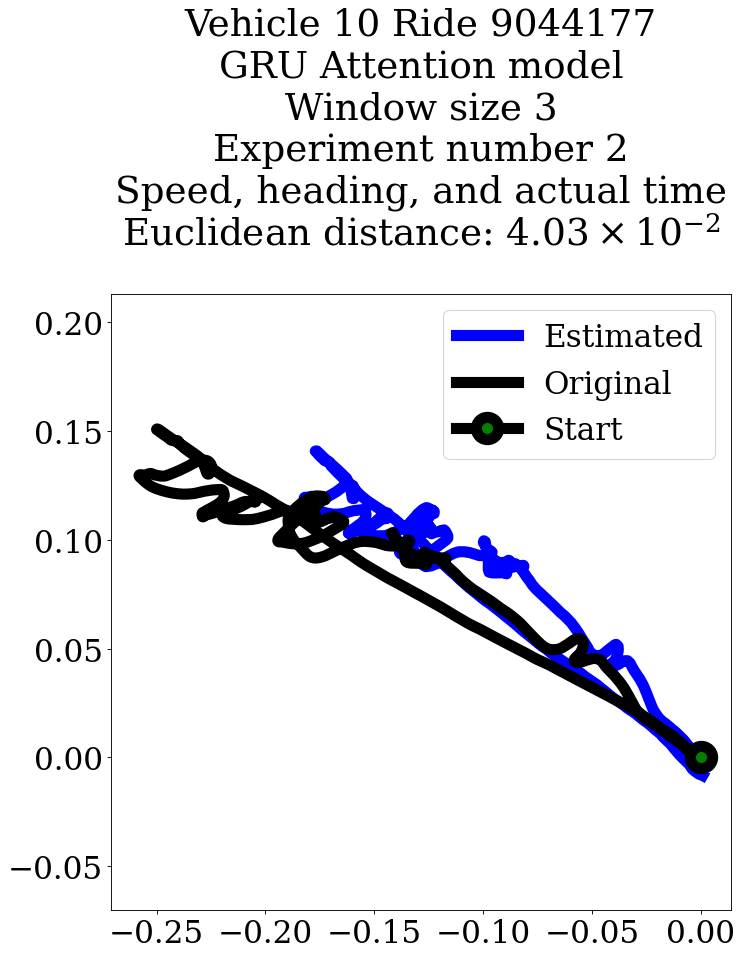 Vehicle 10 Ride 9044177
GRU Attention model
Window size 3
Experiment number 2
Speed, heading, and actual time
Euclidean distance: 4.03 × 10⁻²
Estimated
Original
Start
0.20
0.15
0.10
0.05
0.00
−0.05
−0.25 −0.20 −0.15 −0.10 −0.05 0.00